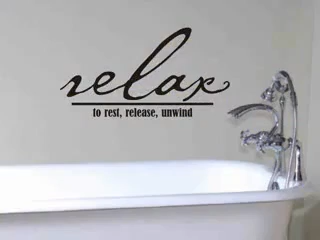 relax
to rest, release, unwind